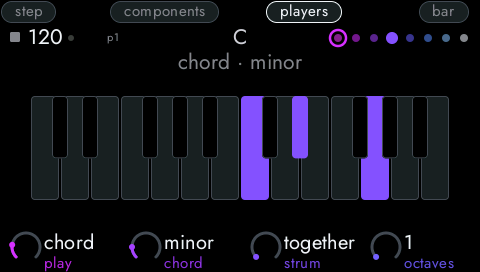 step components players bar
120 p1 C
chord · minor
chord minor together 1
play chord strum octaves